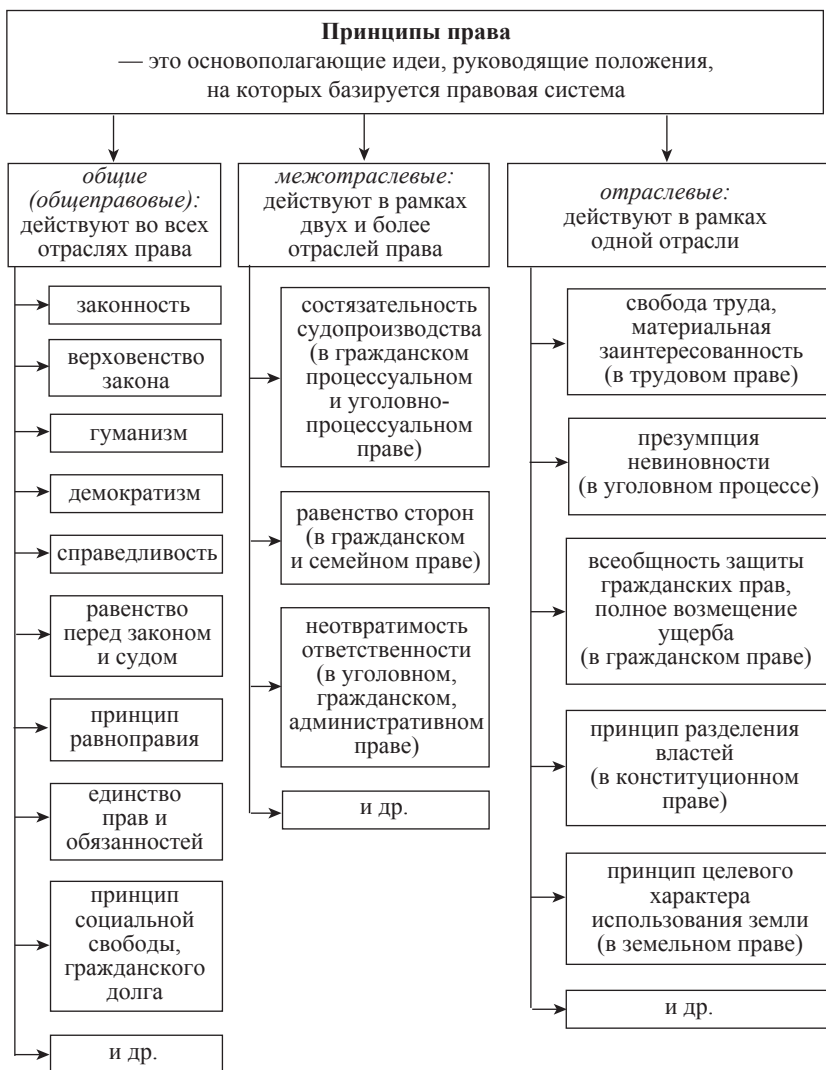 Принципы права
— это основополагающие идеи, руководящие положения,
на которых базируется правовая система
общие
(общеправовые):
действуют во всех
отраслях права
законность
верховенство
закона
гуманизм
демократизм
справедливость
равенство
перед законом
и судом
принцип
равноправия
единство
прав и
обязанностей
принцип
социальной
свободы,
гражданского
долга
и др.
межотраслевые:
действуют в рамках
двух и более
отраслей права
состязательность
судопроизводства
(в гражданском
процессуальном
и уголовно-
процессуальном
праве)
равенство сторон
(в гражданском
и семейном праве)
неотвратимость
ответственности
(в уголовном,
гражданском,
административном
праве)
и др.
отраслевые:
действуют в рамках
одной отрасли
свобода труда,
материальная
заинтересованность
(в трудовом праве)
презумпция
невиновности
(в уголовном процессе)
всеобщность защиты
гражданских прав,
полное возмещение
ущерба
(в гражданском праве)
принцип разделения
властей
(в конституционном
праве)
принцип целевого
характера
использования земли
(в земельном праве)
и др.